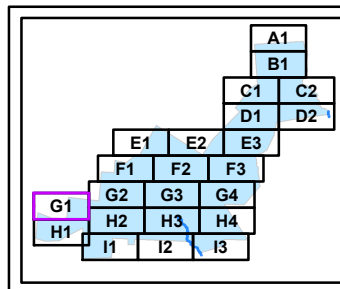 A1
B1
C1 C2
D1 D2
E1 E2 E3
F1 F2 F3
G1 G2 G3 G4
H1 H2 H3 H4
I1 I2 I3